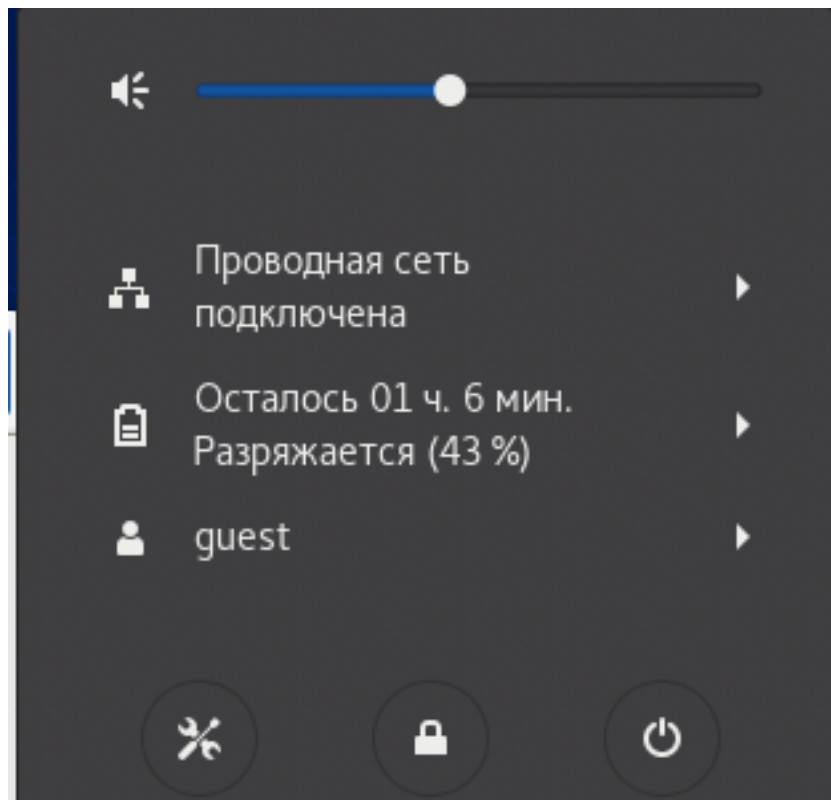 Проводная сеть
подключена
Осталось 01 ч. 6 мин.
Разряжается (43 %)
guest